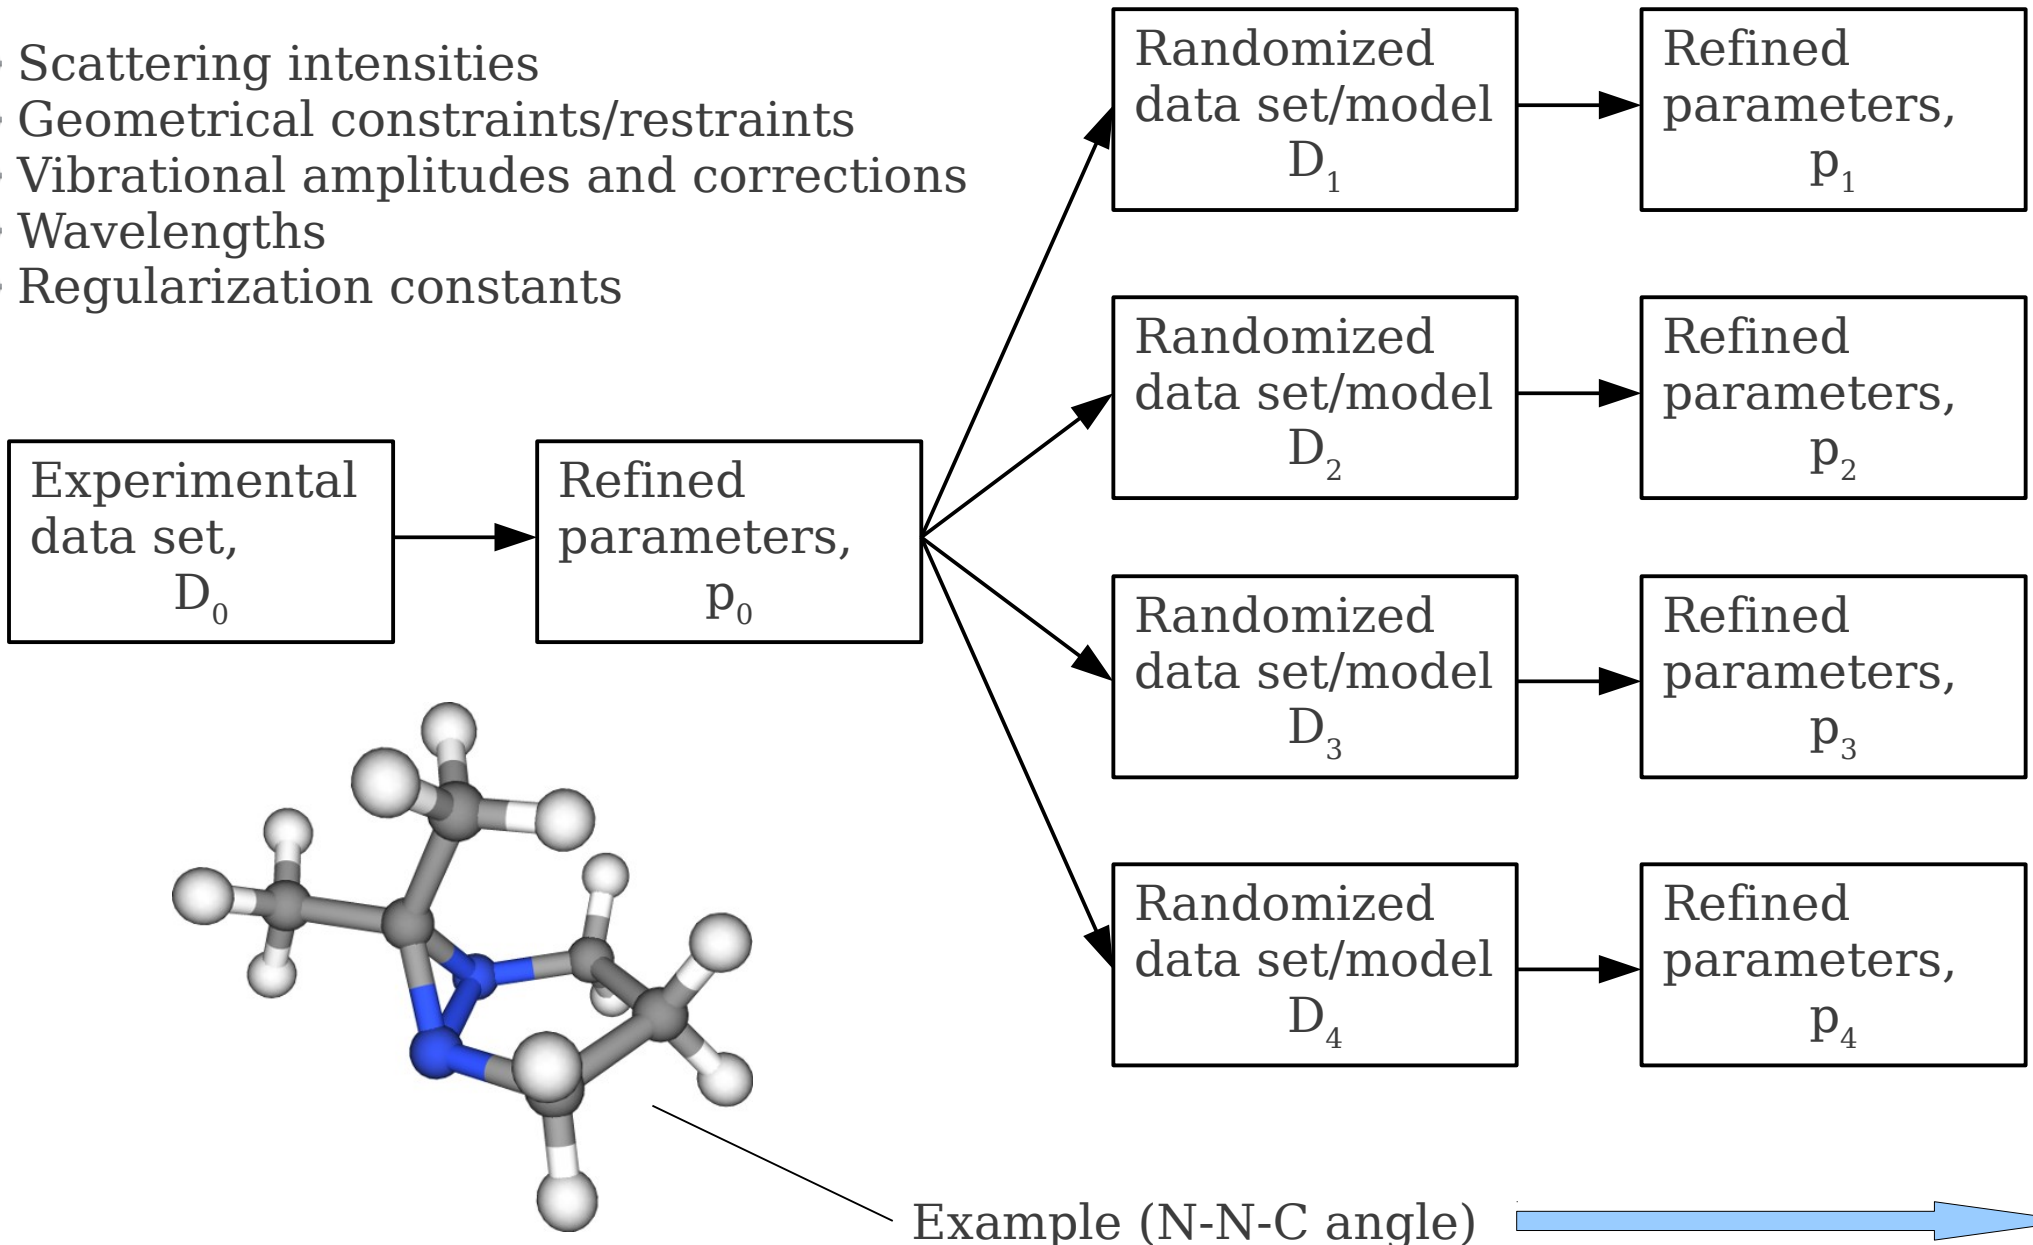 Scattering intensities
Geometrical constraints/restraints
Vibrational amplitudes and corrections
Wavelengths
Regularization constants
Experimental
data set,
D₀
Refined
parameters,
p₀
Randomized
data set/model
D₁
Refined
parameters,
p₁
Randomized
data set/model
D₂
Refined
parameters,
p₂
Randomized
data set/model
D₃
Refined
parameters,
p₃
Randomized
data set/model
D₄
Refined
parameters,
p₄
Example (N-N-C angle)